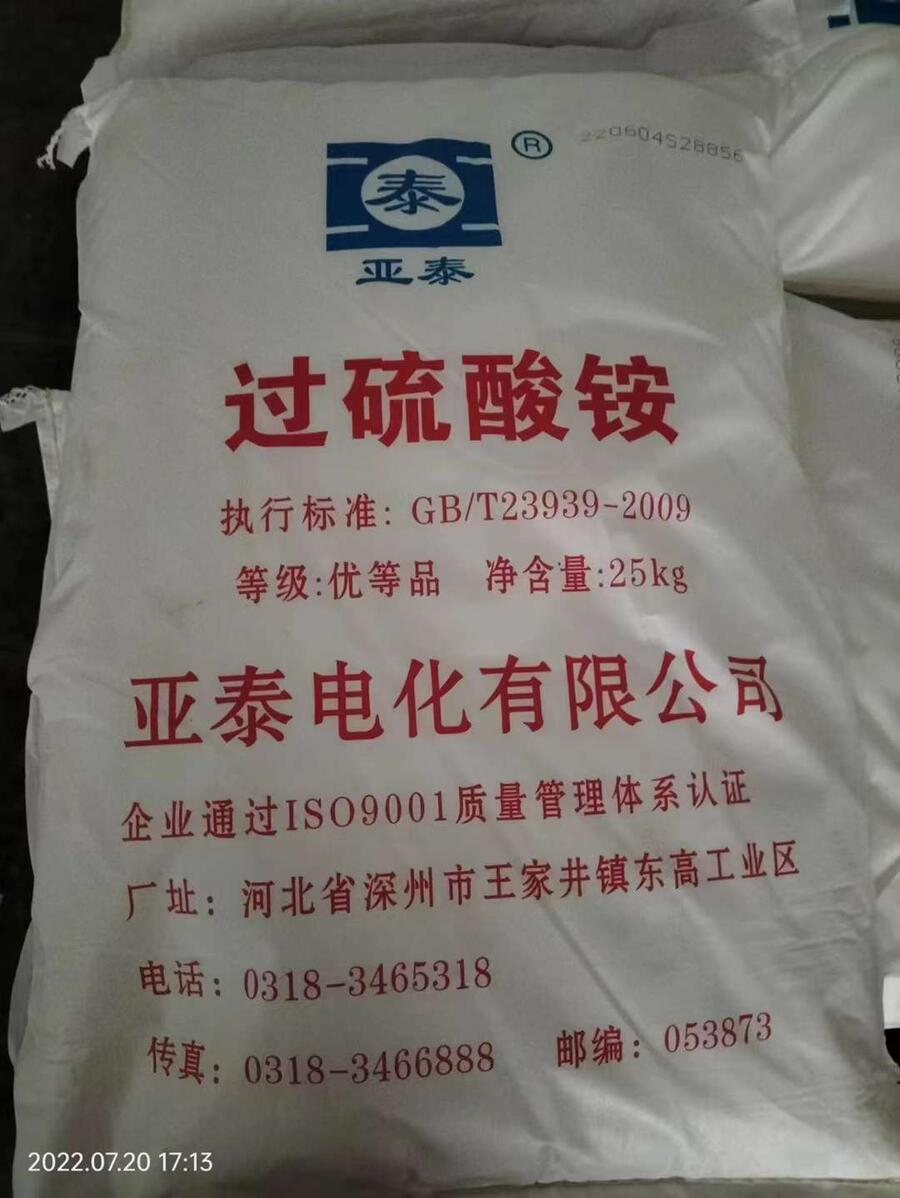 泰
®
220604528856
亚泰
过硫酸铵
执行标准: GB/T23939-2009
等级:优等品 净含量:25kg
亚泰电化有限公司
企业通过ISO9001质量管理体系认证
厂址: 河北省深州市王家井镇东高工业区
电话: 0318-3465318
传真: 0318-3466888 邮编: 053873
2022.07.20 17:13